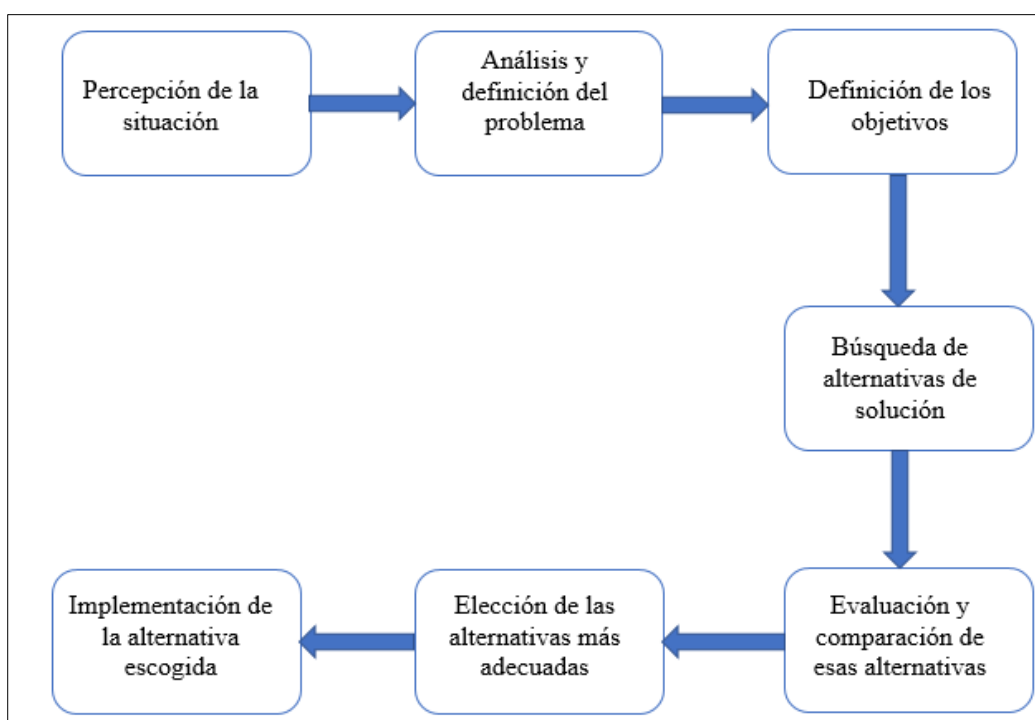 Percepción de la
situación
Análisis y
definición del
problema
Definición de los
objetivos
Búsqueda de
alternativas de
solución
Evaluación y
comparación de
esas alternativas
Elección de las
alternativas más
adecuadas
Implementación de
la alternativa
escogida